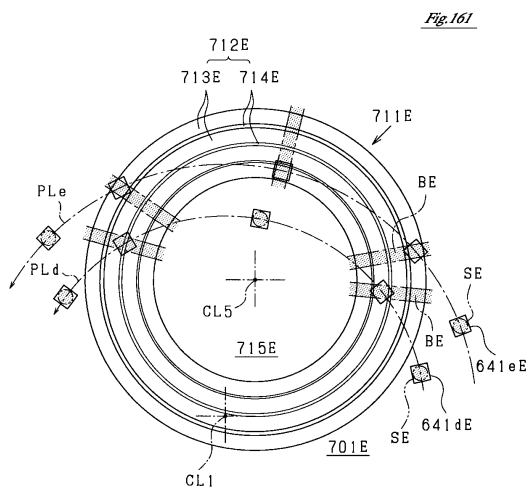 Fig.161
712E
713E 714E
711E
PLe
BE
PLd
SE
CL5
715E
BE
641eE
SE
641dE
701E
CL1